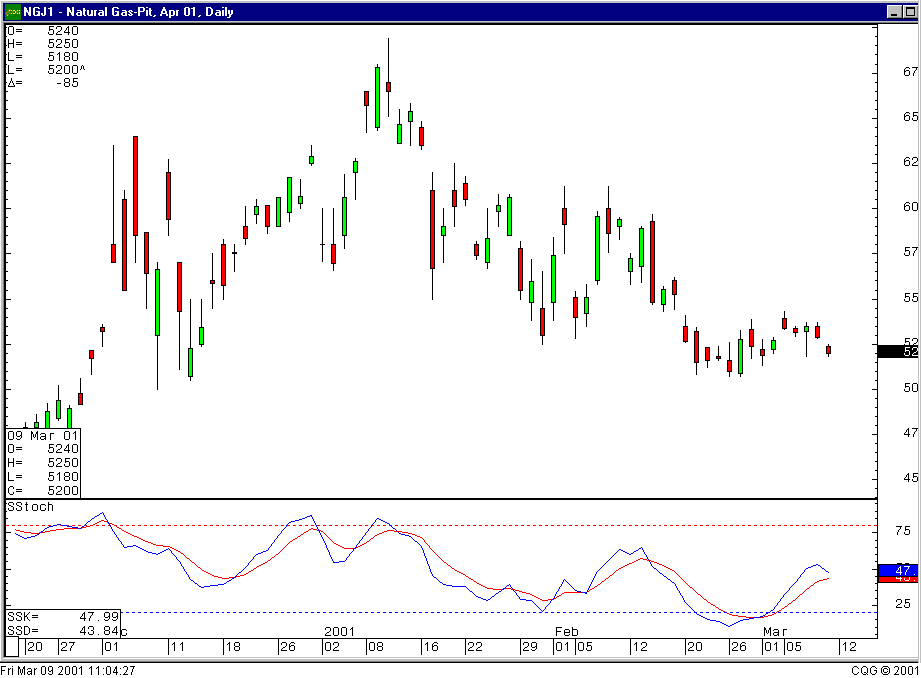 NGJ1 - Natural Gas-Pit, Apr 01, Daily
O= 5240
H= 5250
L= 5180
L= 5200^
Δ= -85
67
65
62
60
57
55
52
52
50
47
45
09 Mar 01
O= 5240
H= 5250
L= 5180
C= 5200
SStoch
75
47
25
SSK= 47.99
SSD= 43.84
c 2001 Feb Mar
20 27 01 11 18 26 02 08 16 22 29 01 05 12 20 26 01 05 12
Fri Mar 09 2001 11:04:27 CQG © 2001